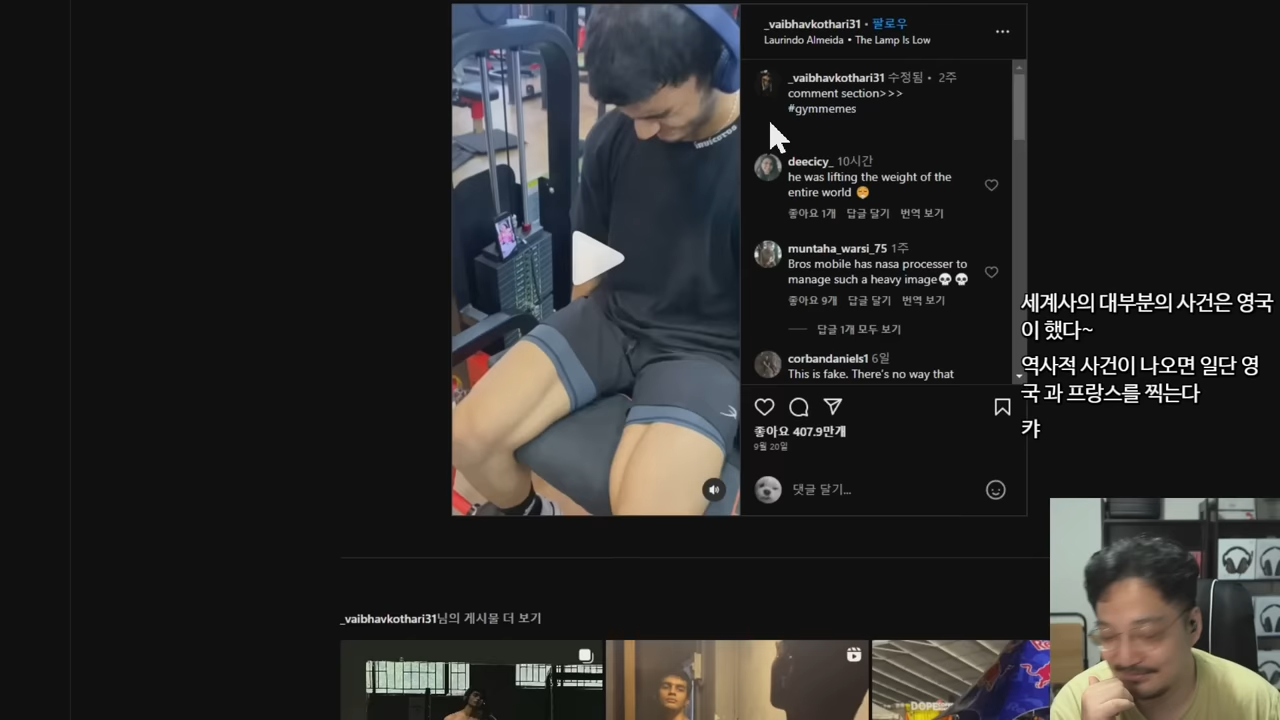 _vaibhavkothari31 • 팔로우
Laurindo Almeida • The Lamp Is Low
_vaibhavkothari31 수정됨 • 2주
comment section>>>
#gymmemes
deecicy_ 10시간
he was lifting the weight of the
entire world
좋아요 1개 답글 달기 번역 보기
muntaha_warsi_75 1주
Bros mobile has nasa processer to
manage such a heavy image💀💀
좋아요 9개 답글 달기 번역 보기
답글 1개 모두 보기
corbandaniels1 6일
This is fake. There's no way that
좋아요 407.9만개
9월 20일
댓글 달기...
세계사의 대부분의 사건은 영국
이 했다~
역사적 사건이 나오면 일단 영
국 과 프랑스를 찍는다
캬
_vaibhavkothari31님의 게시물 더 보기
DOPE